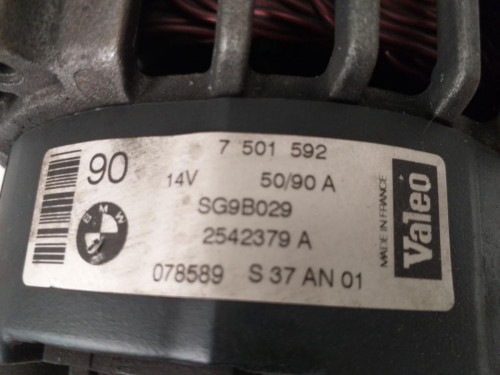 7 501 592
90
14V 50/90 A
SG9B029
2542379 A
078589 S 37 AN 01
BMW
MADE IN FRANCE
Valeo